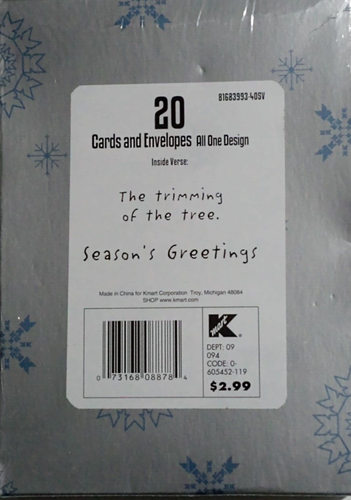 81683993-40SV
20
Cards and Envelopes All One Design
Inside Verse:
The trimming
of the tree.
Season's Greetings
Made in China for Kmart Corporation Troy, Michigan 48084
SHOP www.kmart.com
K
mart
DEPT. 09
094
CODE: 0-
605452-119
$2.99
0 73168 08878 4